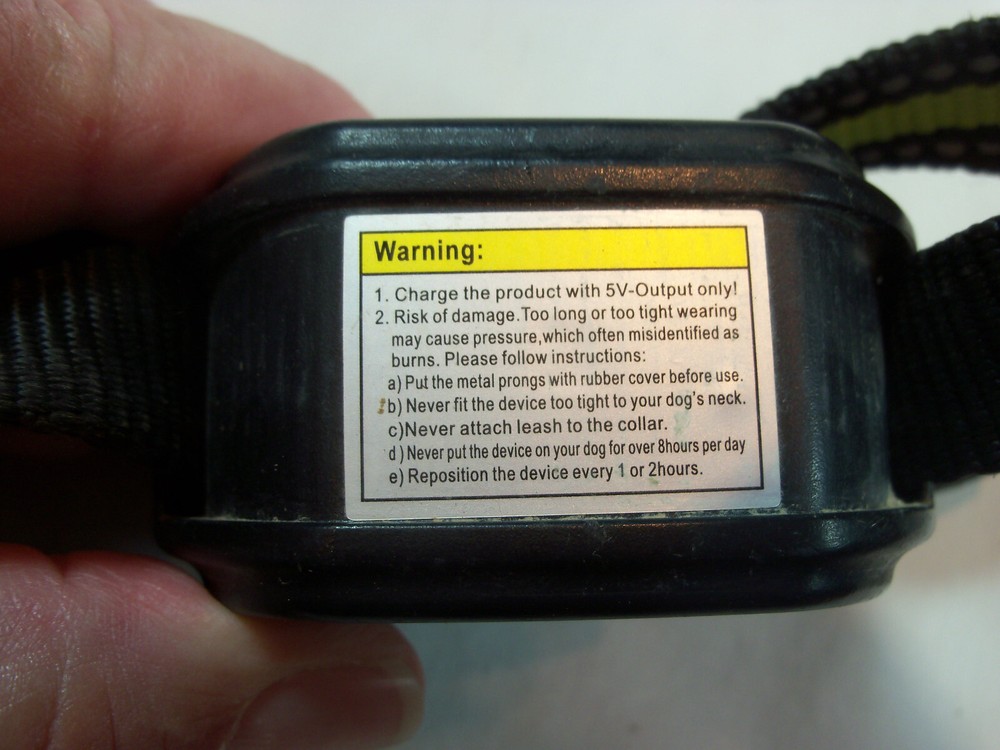 Warning:
1. Charge the product with 5V-Output only!
2. Risk of damage.Too long or too tight wearing
may cause pressure,which often misidentified as
burns. Please follow instructions:
a) Put the metal prongs with rubber cover before use.
b) Never fit the device too tight to your dog's neck.
c)Never attach leash to the collar.
d ) Never put the device on your dog for over 8hours per day
e) Reposition the device every 1 or 2hours.